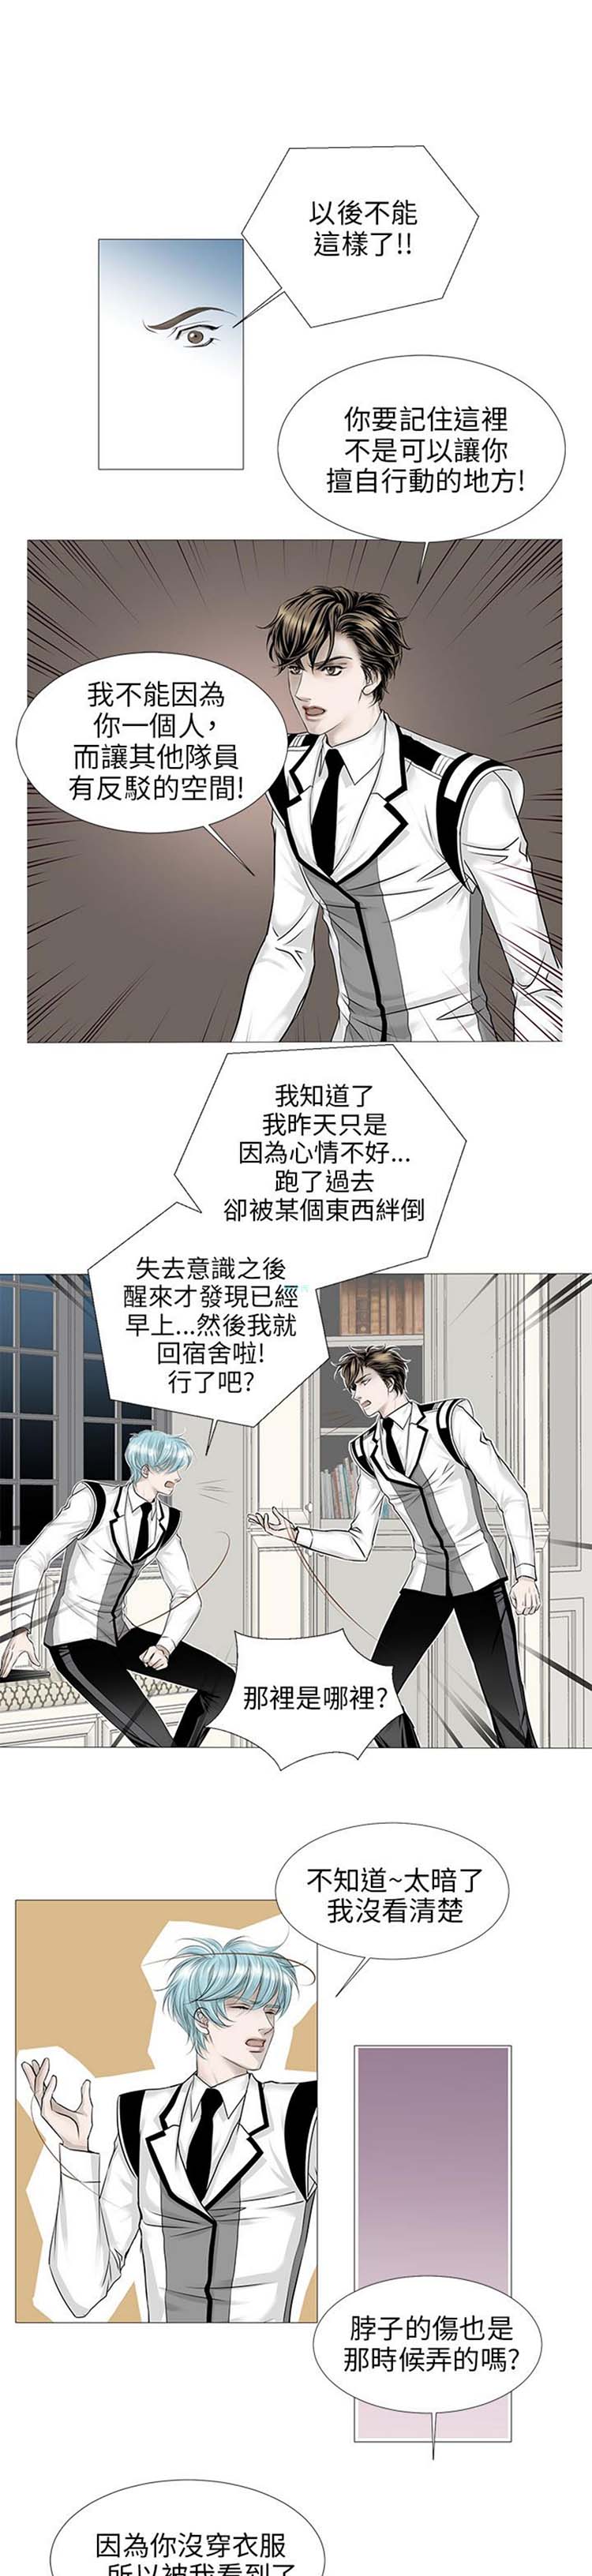 以後不能
這樣了!!
你要記住這裡
不是可以讓你
擅自行動的地方!
我不能因為
你一個人,
而讓其他隊員
有反駁的空間!
我知道了
我昨天只是
因為心情不好...
跑了過去
卻被某個東西絆倒
失去意識之後
醒來才發現已經
早上...然後我就
回宿舍啦!
行了吧?
那裡是哪裡?
不知道~太暗了
我沒看清楚
脖子的傷也是
那時候弄的嗎?
因為你沒穿衣服
所以被我看到了